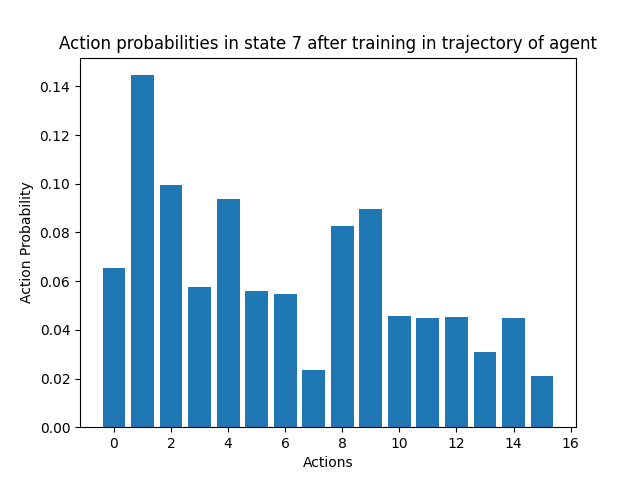 Action probabilities in state 7 after training in trajectory of agent
0.14
0.12
0.10
0.08
0.06
0.04
0.02
0.00
Action Probability
0 2 4 6 8 10 12 14 16
Actions